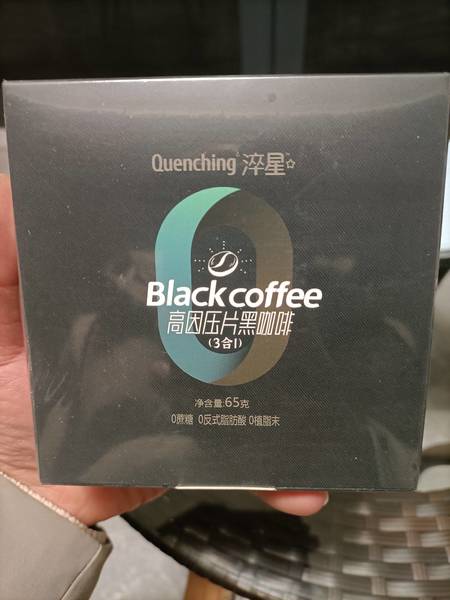 Quenching 淬星
Black coffee
高因压片黑咖啡
(3合1)
净含量:65克
0蔗糖 0反式脂肪酸 0植脂末